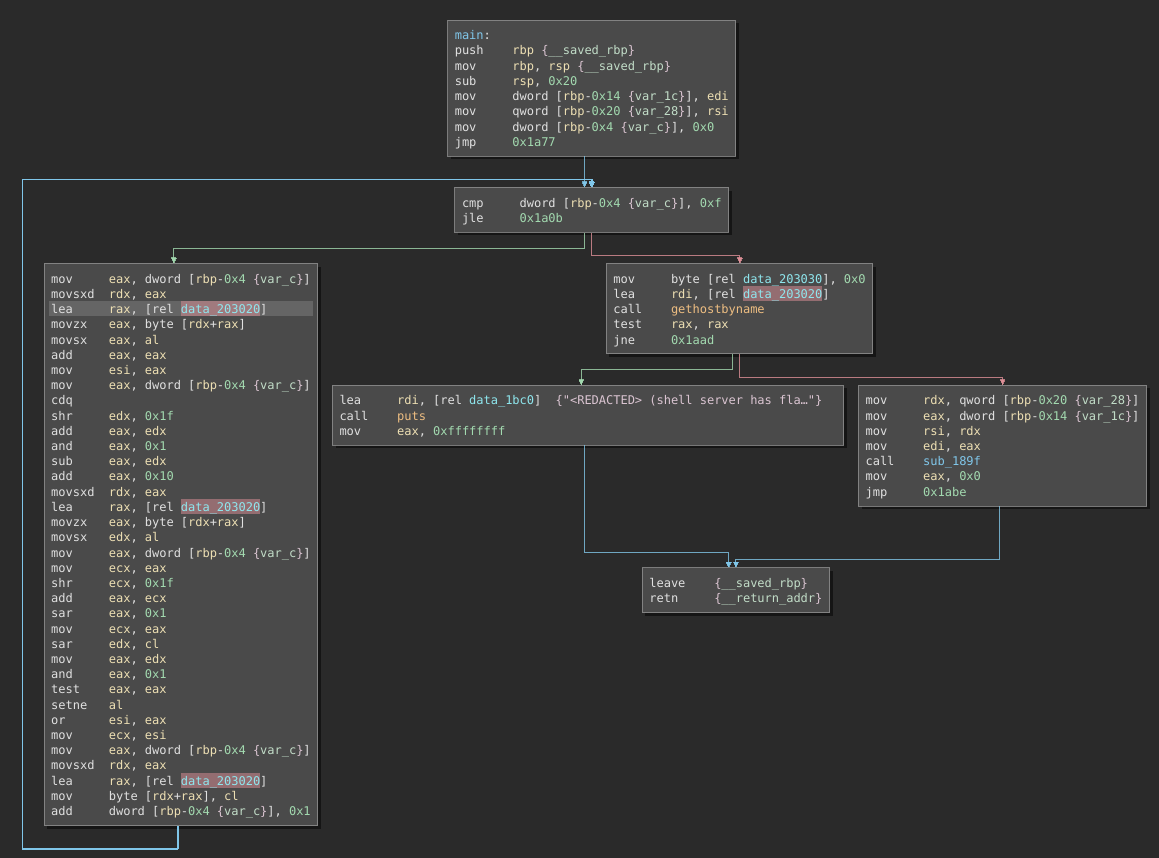 main:
push rbp {__saved_rbp}
mov rbp, rsp {__saved_rbp}
sub rsp, 0x20
mov dword [rbp-0x14 {var_1c}], edi
mov qword [rbp-0x20 {var_28}], rsi
mov dword [rbp-0x4 {var_c}], 0x0
jmp 0x1a77
cmp dword [rbp-0x4 {var_c}], 0xf
jle 0x1a0b
mov eax, dword [rbp-0x4 {var_c}]
movsxd rdx, eax
lea rax, [rel data_203020]
movzx eax, byte [rdx+rax]
movsx eax, al
add eax, eax
mov esi, eax
mov eax, dword [rbp-0x4 {var_c}]
cdq
shr edx, 0x1f
add eax, edx
and eax, 0x1
sub eax, edx
add eax, 0x10
movsxd rdx, eax
lea rax, [rel data_203020]
movzx eax, byte [rdx+rax]
movsx edx, al
mov eax, dword [rbp-0x4 {var_c}]
mov ecx, eax
shr ecx, 0x1f
add eax, ecx
sar eax, 0x1
mov ecx, eax
sar edx, cl
mov eax, edx
and eax, 0x1
test eax, eax
setne al
or esi, eax
mov ecx, esi
mov eax, dword [rbp-0x4 {var_c}]
movsxd rdx, eax
lea rax, [rel data_203020]
mov byte [rdx+rax], cl
add dword [rbp-0x4 {var_c}], 0x1
mov byte [rel data_203030], 0x0
lea rdi, [rel data_203020]
call gethostbyname
test rax, rax
jne 0x1aad
lea rdi, [rel data_1bc0] {"<REDACTED> (shell server has fla…"}
call puts
mov eax, 0xffffffff
mov rdx, qword [rbp-0x20 {var_28}]
mov eax, dword [rbp-0x14 {var_1c}]
mov rsi, rdx
mov edi, eax
call sub_189f
mov eax, 0x0
jmp 0x1abe
leave {__saved_rbp}
retn {__return_addr}